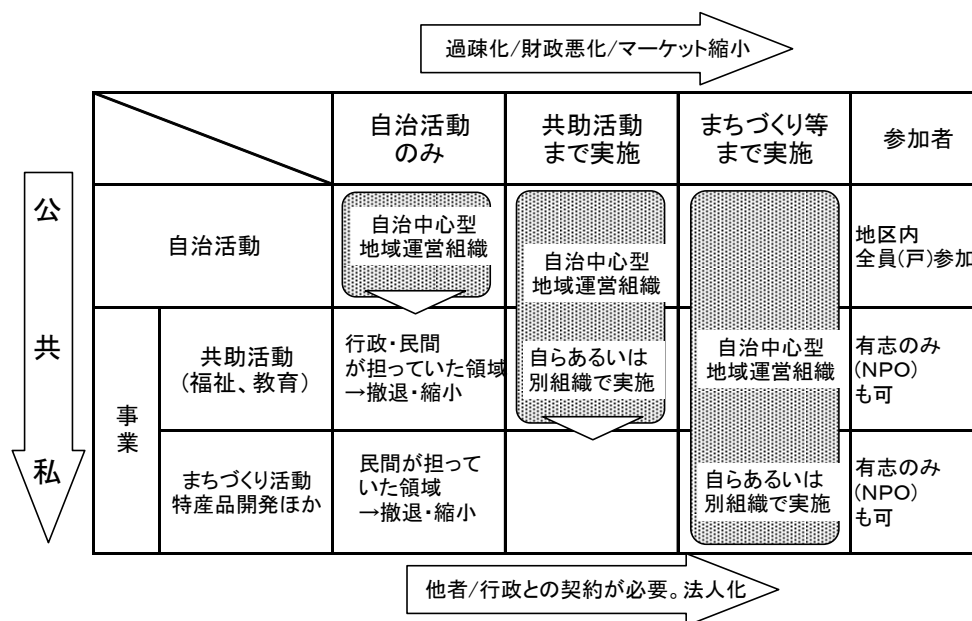 過疎化/財政悪化/マーケット縮小
自治活動
のみ
共助活動
まで実施
まちづくり等
まで実施
参加者
公
共
私
自治活動
自治中心型
地域運営組織
自治中心型
地域運営組織
地区内
全員(戸)参加
事
業
共助活動
(福祉、教育)
行政・民間
が担っていた領域
→撤退・縮小
自らあるいは
別組織で実施
自治中心型
地域運営組織
有志のみ
(NPO)
も可
まちづくり活動
特産品開発ほか
民間が担って
いた領域
→撤退・縮小
自らあるいは
別組織で実施
有志のみ
(NPO)
も可
他者/行政との契約が必要。法人化